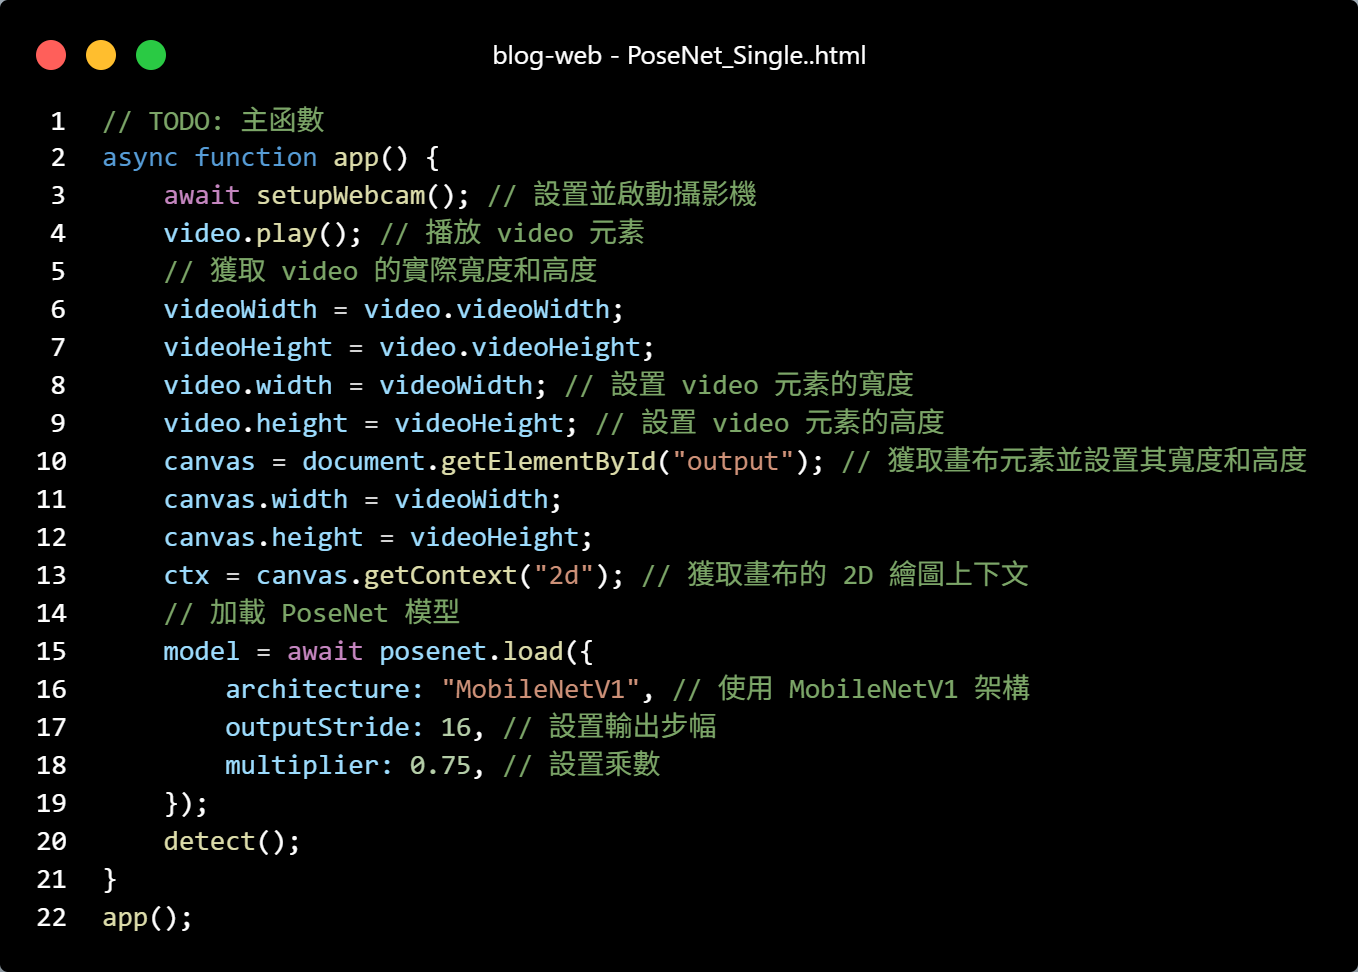 blog-web - PoseNet_Single..html
1 // TODO: 主函數
2 async function app() {
3     await setupWebcam(); // 設置並啟動攝影機
4     video.play(); // 播放 video 元素
5     // 獲取 video 的實際寬度和高度
6     videoWidth = video.videoWidth;
7     videoHeight = video.videoHeight;
8     video.width = videoWidth; // 設置 video 元素的寬度
9     video.height = videoHeight; // 設置 video 元素的高度
10     canvas = document.getElementById("output"); // 獲取畫布元素並設置其寬度和高度
11     canvas.width = videoWidth;
12     canvas.height = videoHeight;
13     ctx = canvas.getContext("2d"); // 獲取畫布的 2D 繪圖上下文
14     // 加載 PoseNet 模型
15     model = await posenet.load({
16         architecture: "MobileNetV1", // 使用 MobileNetV1 架構
17         outputStride: 16, // 設置輸出步幅
18         multiplier: 0.75, // 設置乘數
19     });
20     detect();
21 }
22 app();